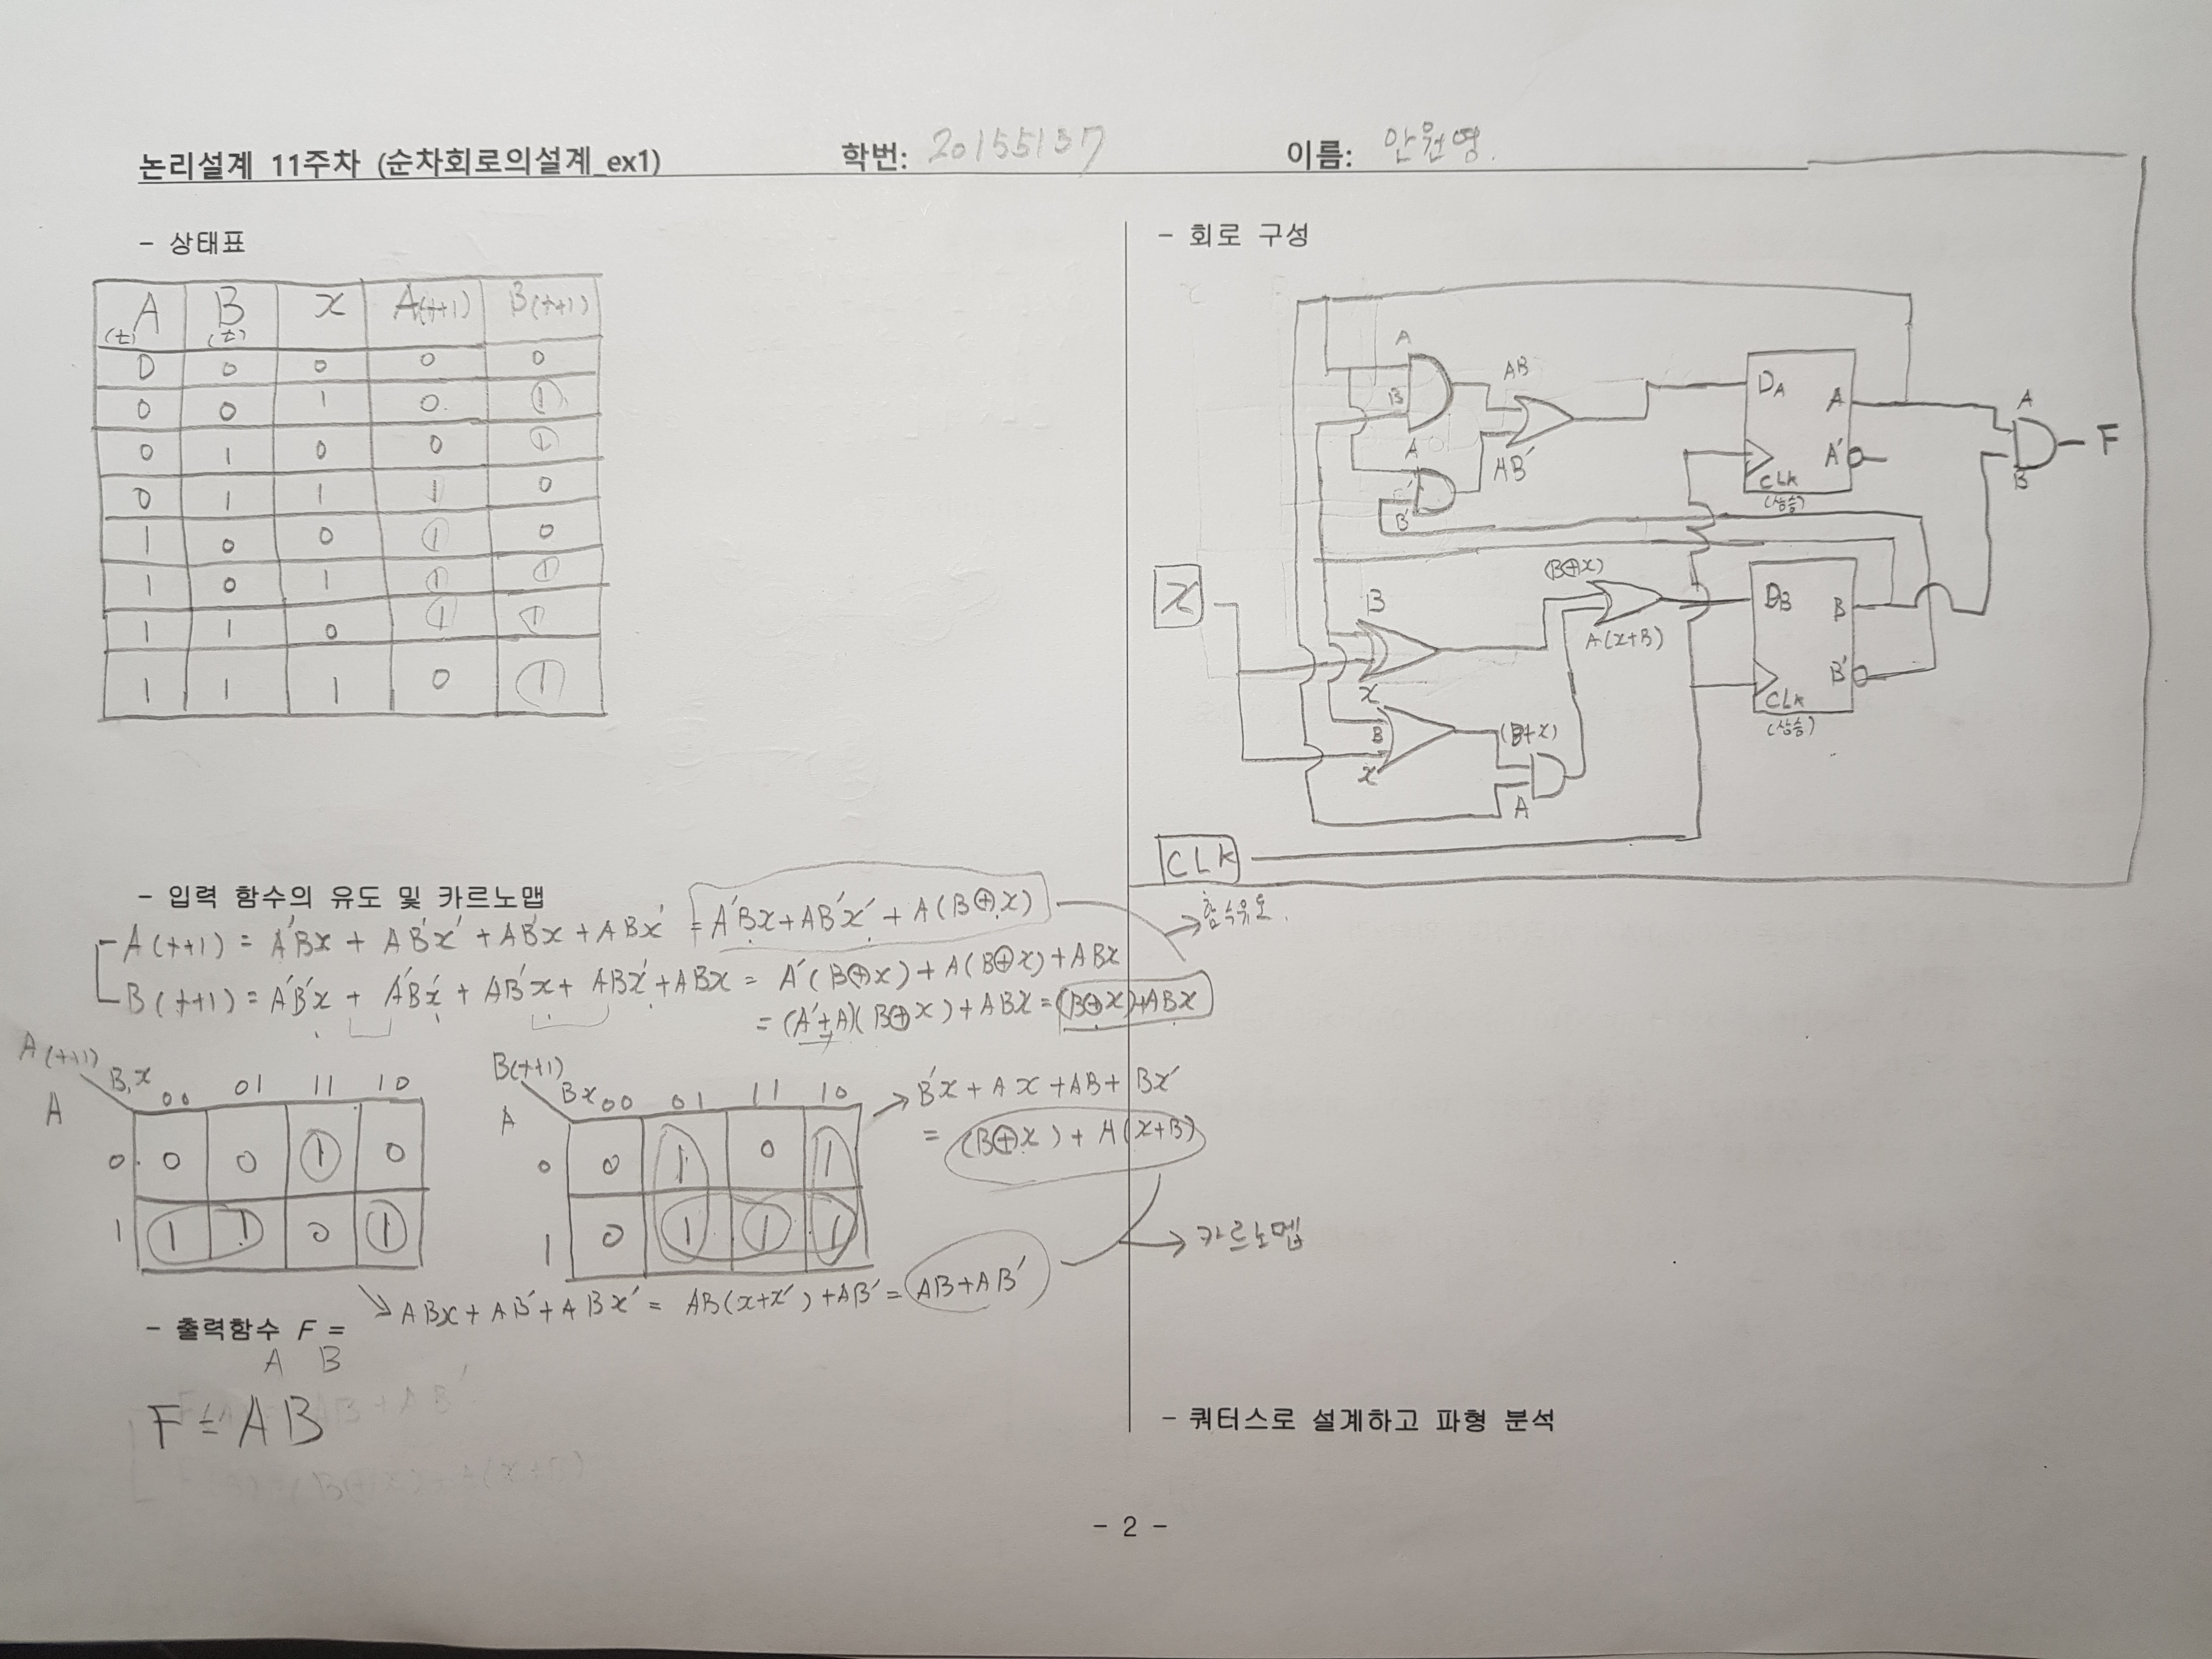 논리설계 11주차 (순차회로의설계_ex1) 학번: 201551317 이름: 안원영.
- 상태표
A(t) B(t) x A(t+1) B(t+1)
0 0 0 0 0
0 0 1 0 1
0 1 0 0 1
0 1 1 1 0
1 0 0 1 0
1 0 1 1 1
1 1 0 1 1
1 1 1 0 1
- 입력 함수의 유도 및 카르노맵
A(t+1) = A'Bx + AB'x' + AB'x + ABx' = A'Bx + AB'x' + A(B⊕x)
B(t+1) = A'B'x + A'Bx' + AB'x + ABx' + ABx = A'(B⊕x) + A(B⊕x) + ABx
= (A'+A)(B⊕x) + ABx = (B⊕x)+ABx
A(t+1) B,x 00 01 11 10
A
0 0 0 1 0
1 1 1 0 1
B(t+1) Bx 00 01 11 10
A
0 0 1 0 1
1 0 1 1 1
→ B'x + Ax + AB + Bx'
= (B⊕x) + A(x+B)
→ ABx + AB' + ABx' = AB(x+x') + AB' = AB+AB'
→ 카르노맵
- 출력함수 F =
A B
F = AB
- 회로 구성
x
CLK
A
B
AB
A
B'
AB'
B
x
(B⊕x)
B
x
(B+x)
A
A(x+B)
DA A
CLK A'
(상승)
DB B
CLK B'
(상승)
A
B
F
- 쿼터스로 설계하고 파형 분석
- 2 -